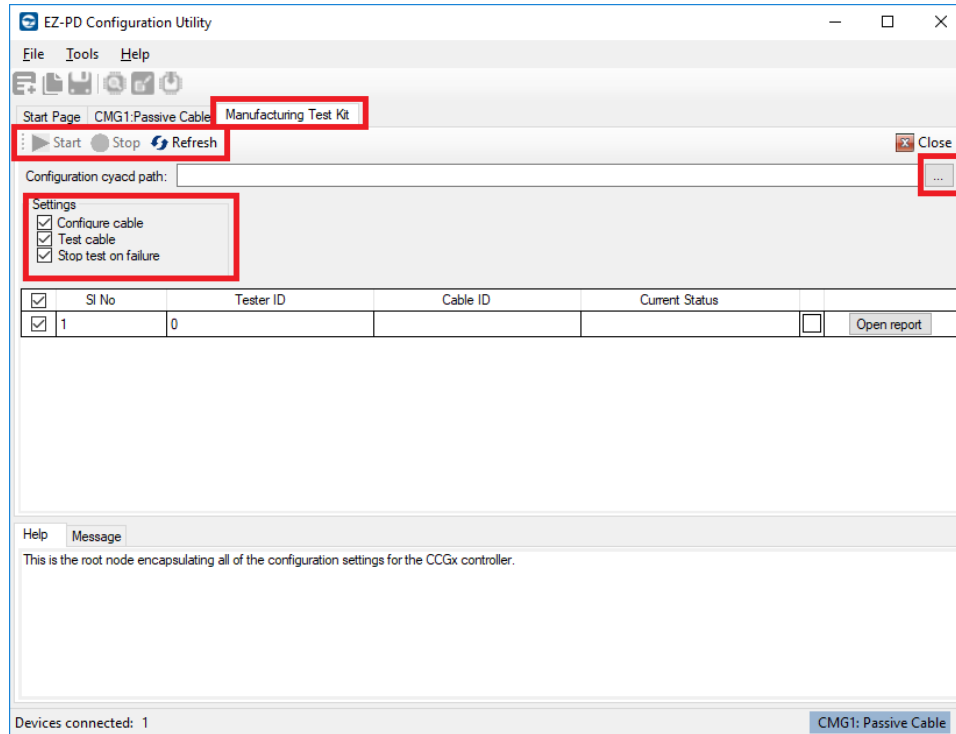 EZ-PD Configuration Utility
File Tools Help
Start Page CMG1:Passive Cable Manufacturing Test Kit
Start Stop Refresh Close
Configuration cyacd path: ...
Settings
Configure cable
Test cable
Stop test on failure
Sl No Tester ID Cable ID Current Status
1 0 Open report
Help Message
This is the root node encapsulating all of the configuration settings for the CCGx controller.
Devices connected: 1 CMG1: Passive Cable